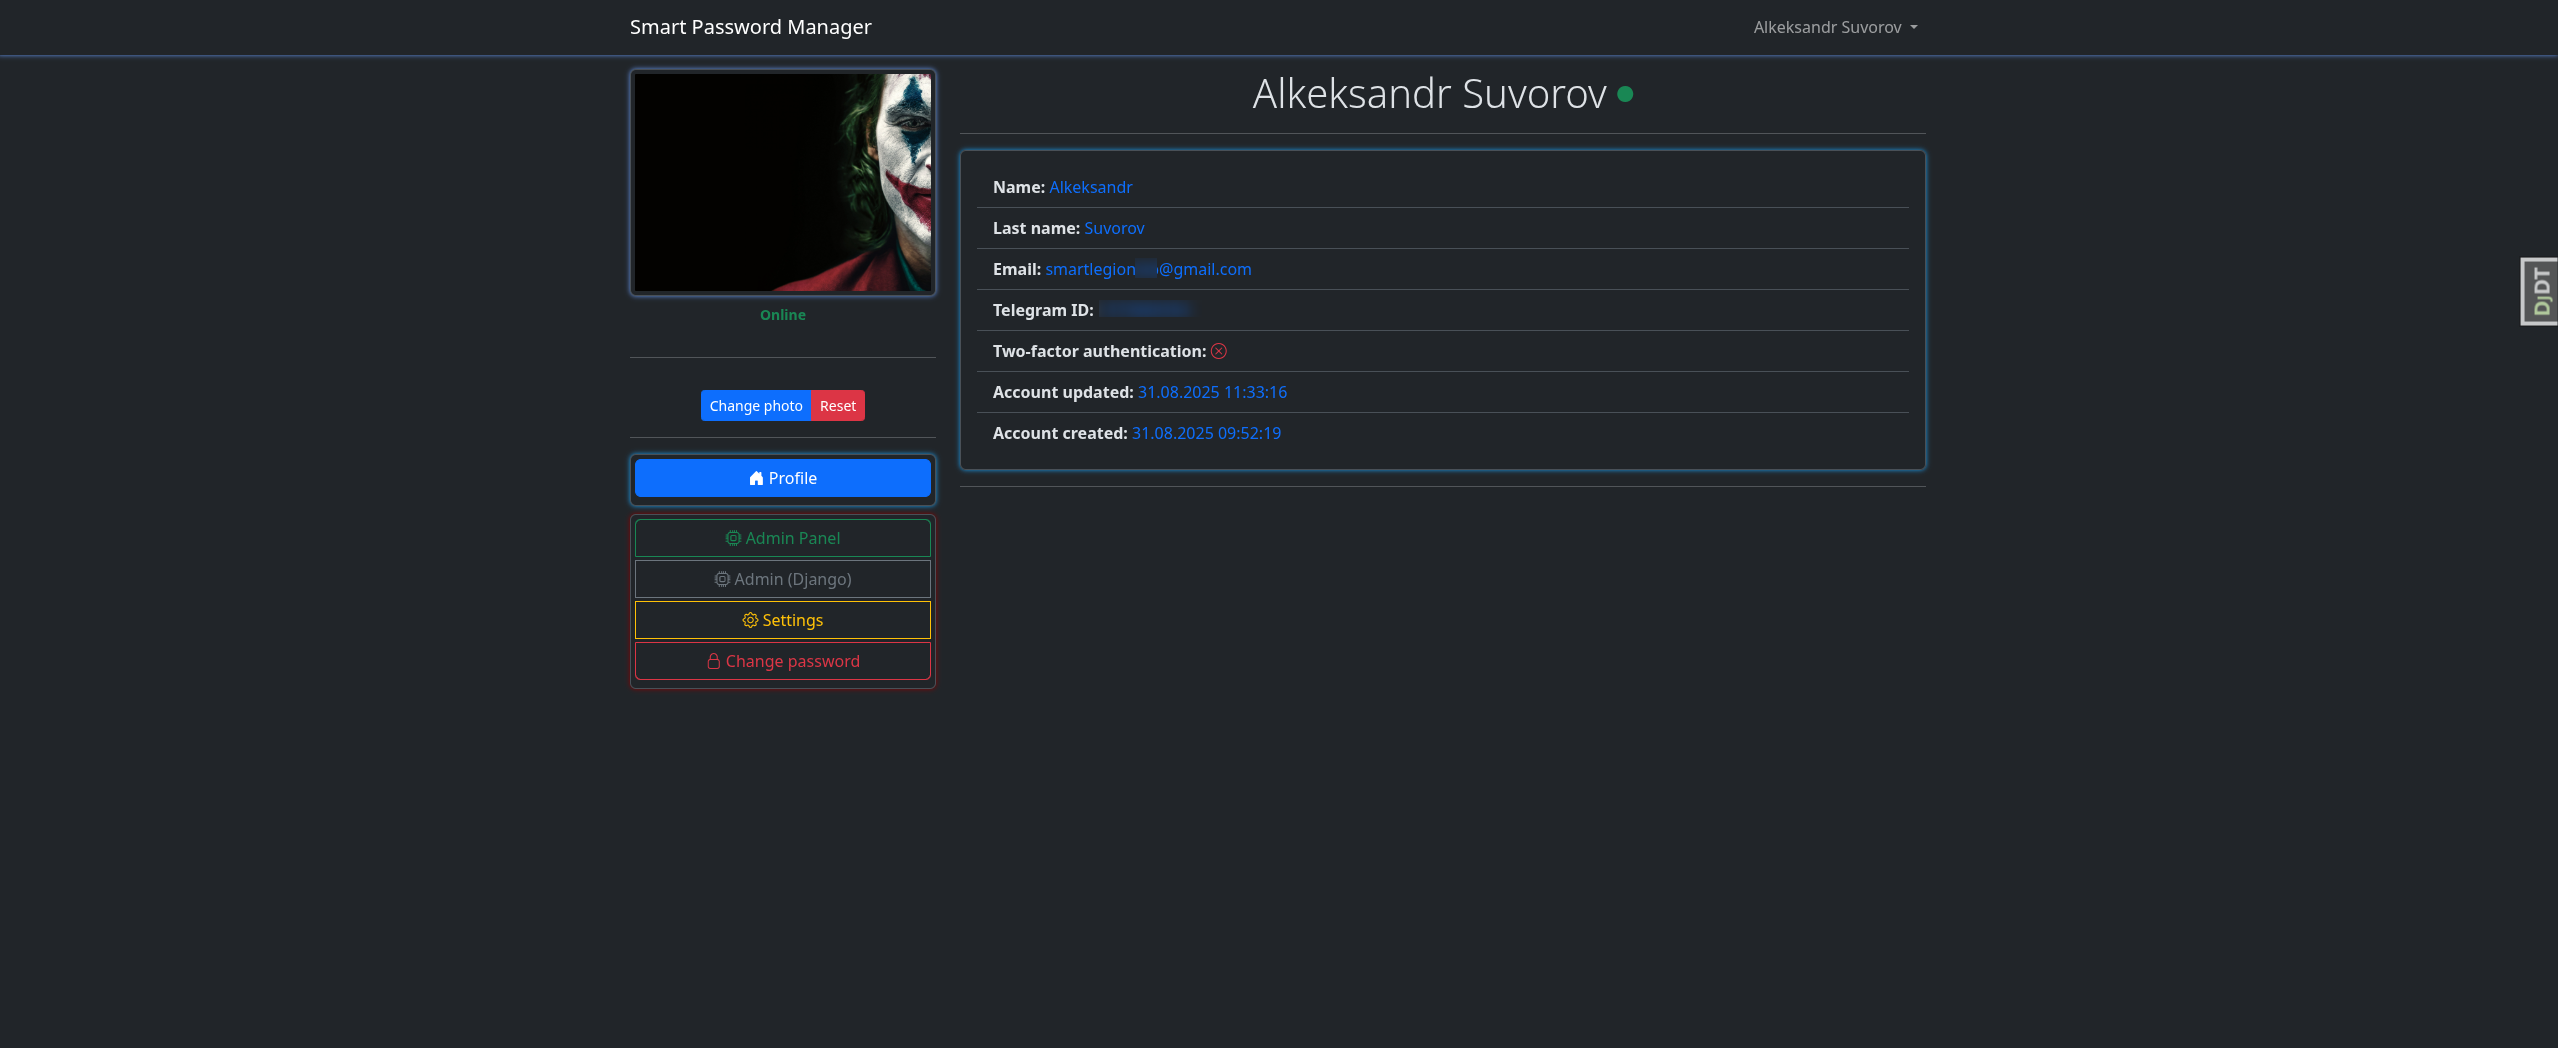 Smart Password Manager
Alkeksandr Suvorov
Alkeksandr Suvorov
Online
Change photo Reset
Profile
Admin Panel
Admin (Django)
Settings
Change password
Name: Alkeksandr
Last name: Suvorov
Email: smartlegion @gmail.com
Telegram ID:
Two-factor authentication:
Account updated: 31.08.2025 11:33:16
Account created: 31.08.2025 09:52:19
DjDT